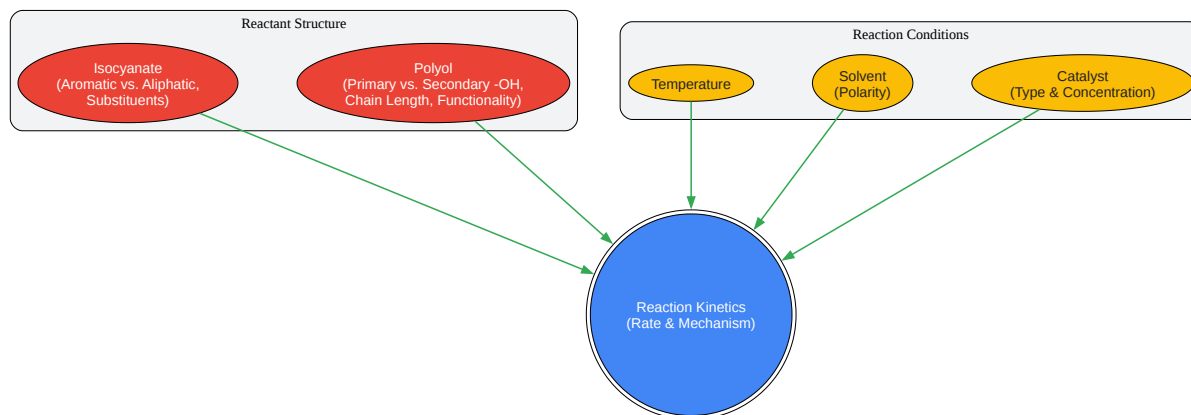 Reactant Structure
Isocyanate
(Aromatic vs. Aliphatic,
Substituents)
Polyol
(Primary vs. Secondary -OH,
Chain Length, Functionality)
Reaction Conditions
Temperature
Solvent
(Polarity)
Catalyst
(Type & Concentration)
Reaction Kinetics
(Rate & Mechanism)